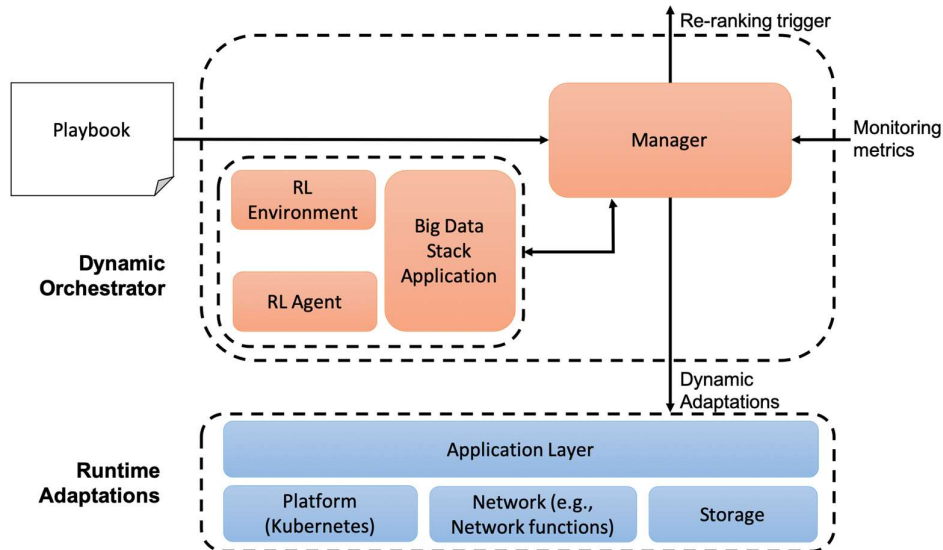 Re-ranking trigger
Playbook
Manager
Monitoring
metrics
RL
Environment
Big Data
Stack
Application
RL Agent
Dynamic
Orchestrator
Dynamic
Adaptations
Application Layer
Runtime
Adaptations
Platform
(Kubernetes)
Network (e.g.,
Network functions)
Storage